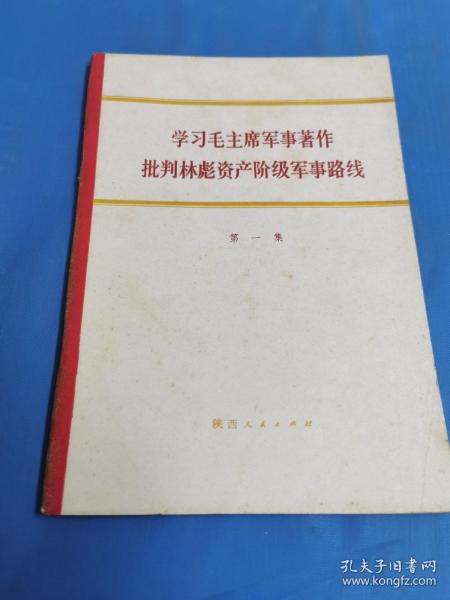 学习毛主席军事著作
批判林彪资产阶级军事路线
第一集
陕西人民出版社
孔夫子旧书网
www.kongfz.com